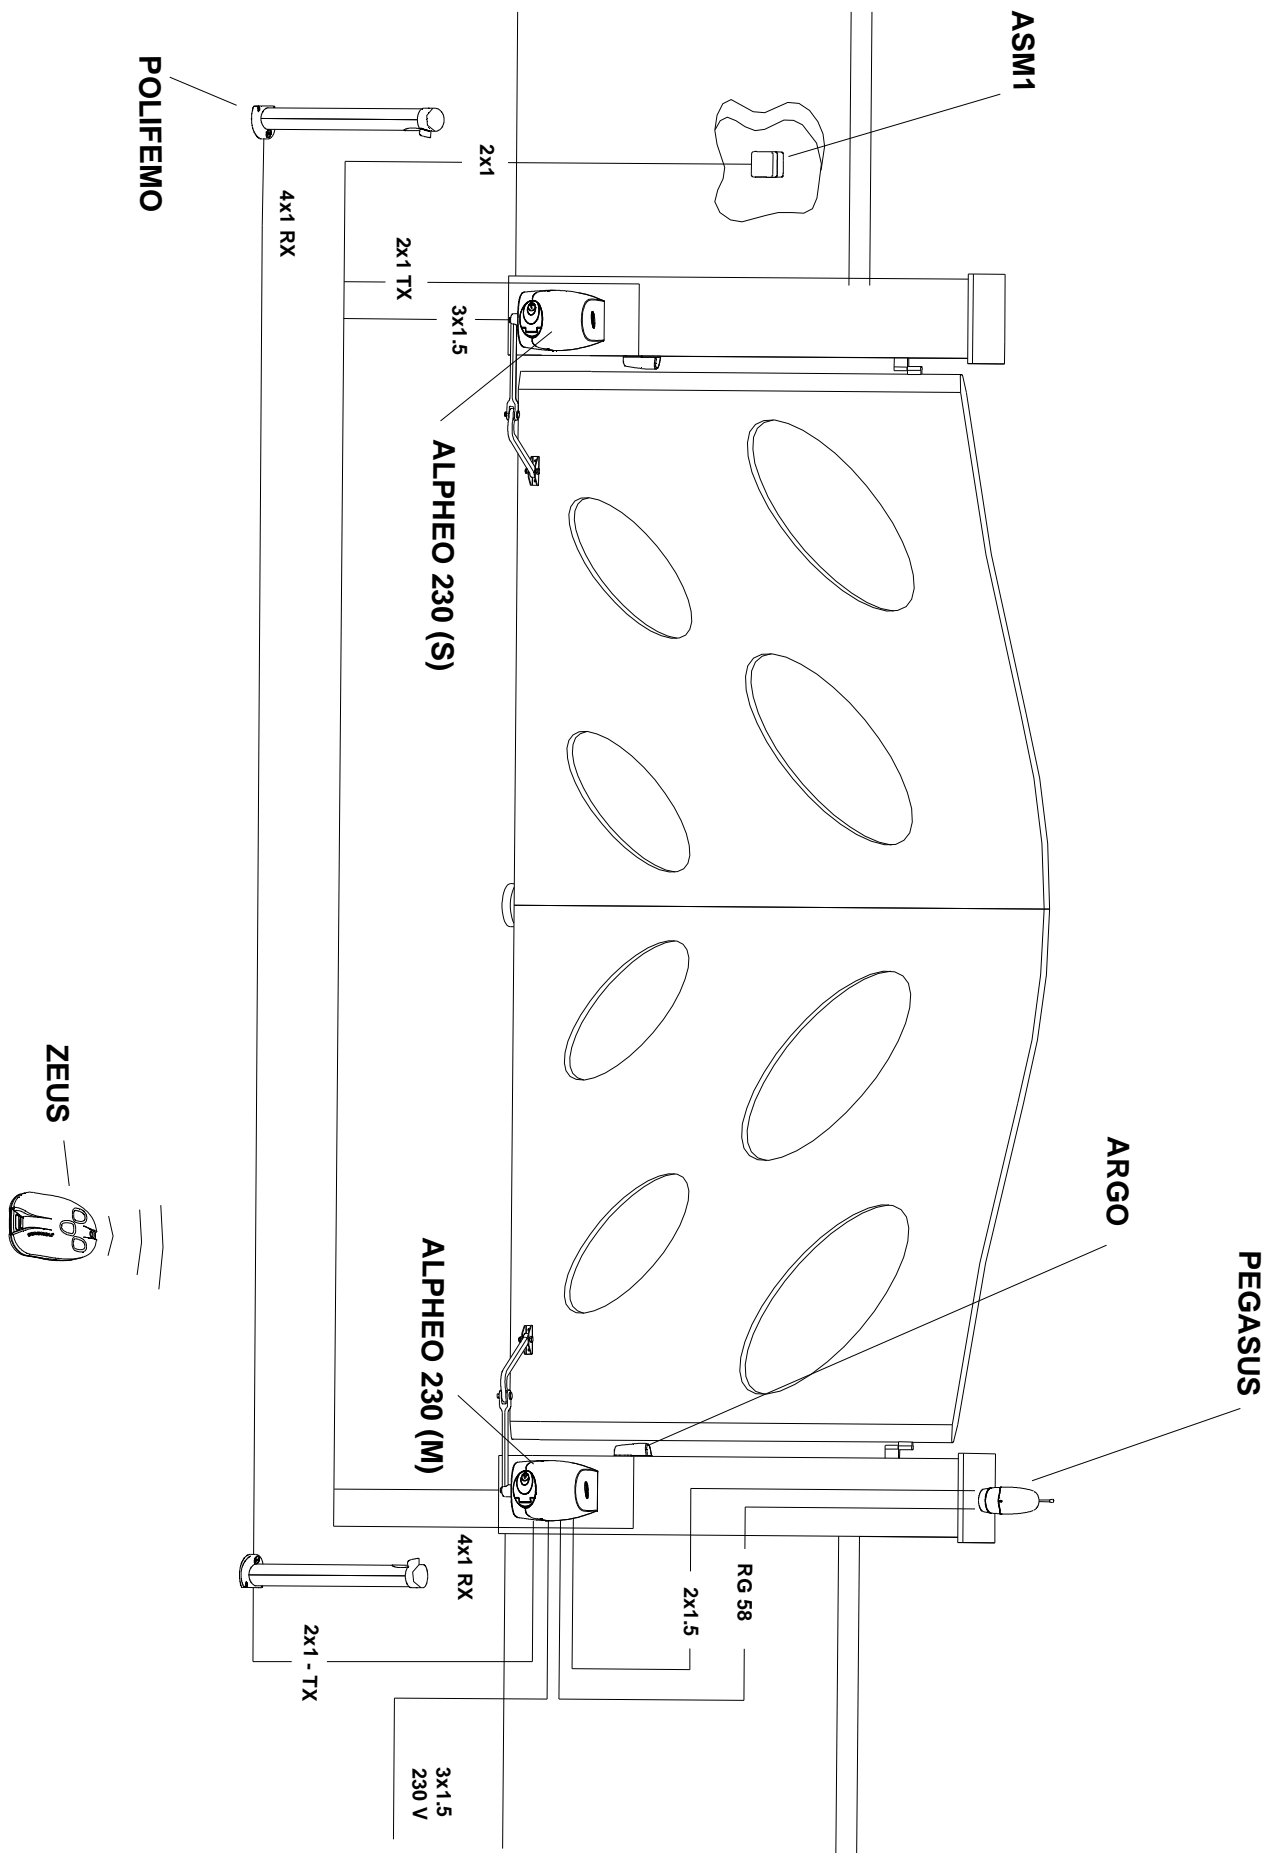 PEGASUS
ARGO
ASM1
RG 58
2x1.5
2x1
2x1 TX
3x1.5
ALPHEO 230 (S)
ALPHEO 230 (M)
4x1 RX
3x1.5
230 V
4x1 RX
2x1 - TX
POLIFEMO
ZEUS